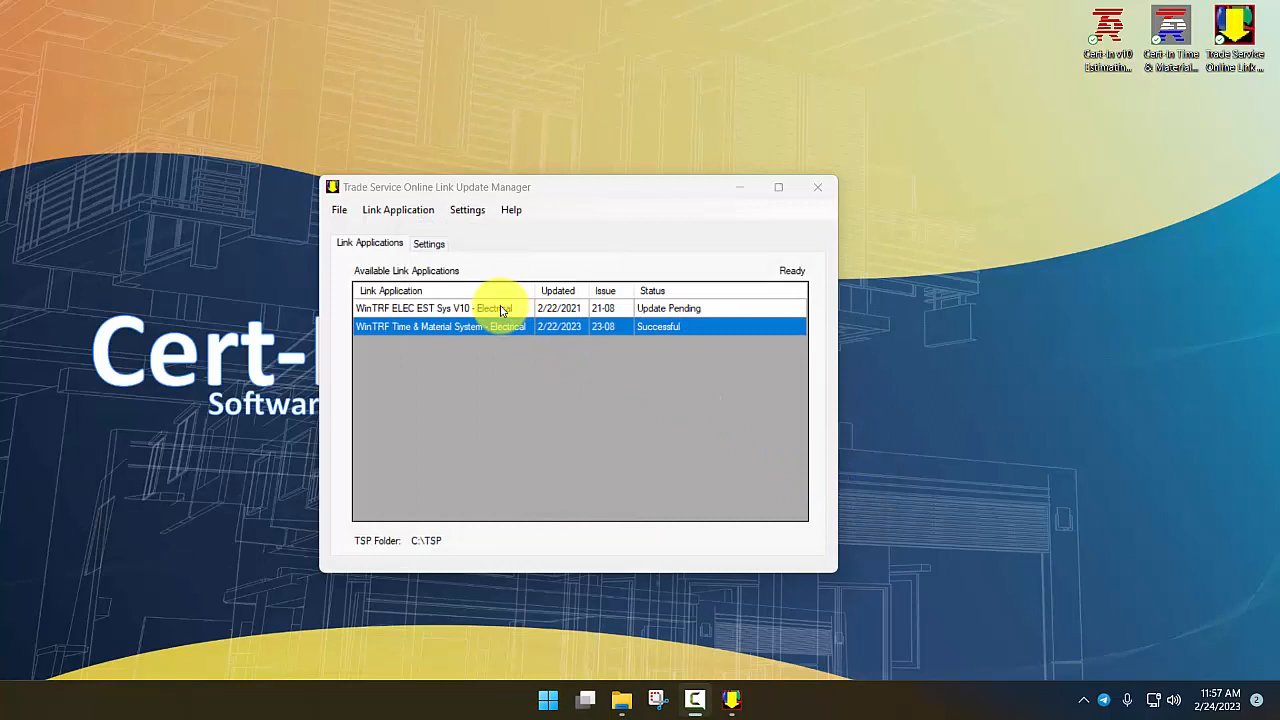 Cert-In v10
Estimatin...
Cert-In Time
& Material...
Trade Service
Online Link ...
Trade Service Online Link Update Manager
File Link Application Settings Help
Link Applications Settings
Available Link Applications Ready
Link Application Updated Issue Status
WinTRF ELEC EST Sys V10 - Electrical 2/22/2021 21-08 Update Pending
WinTRF Time & Material System - Electrical 2/22/2023 23-08 Successful
TSP Folder: C:\TSP
Cert-
Softwar
11:57 AM
2/24/2023
2